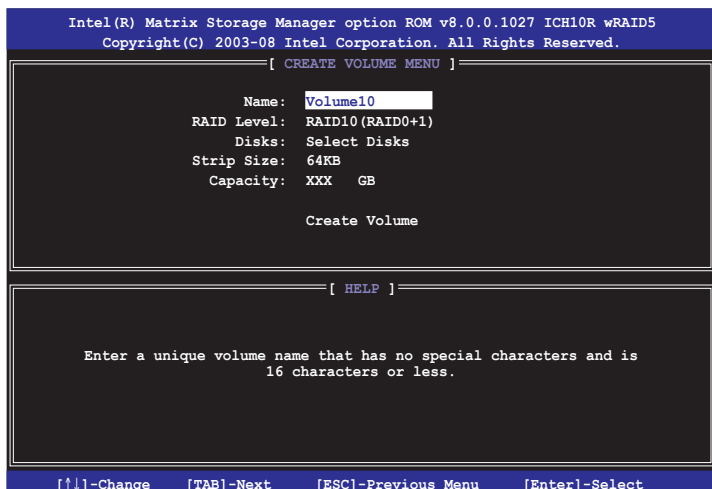 Intel(R) Matrix Storage Manager option ROM v8.0.0.1027 ICH10R wRAID5
Copyright(C) 2003-08 Intel Corporation. All Rights Reserved.
[ CREATE VOLUME MENU ]
Name: Volume10
RAID Level: RAID10(RAID0+1)
Disks: Select Disks
Strip Size: 64KB
Capacity: XXX GB
Create Volume
[ HELP ]
Enter a unique volume name that has no special characters and is
16 characters or less.
[↑↓]-Change [TAB]-Next [ESC]-Previous Menu [Enter]-Select